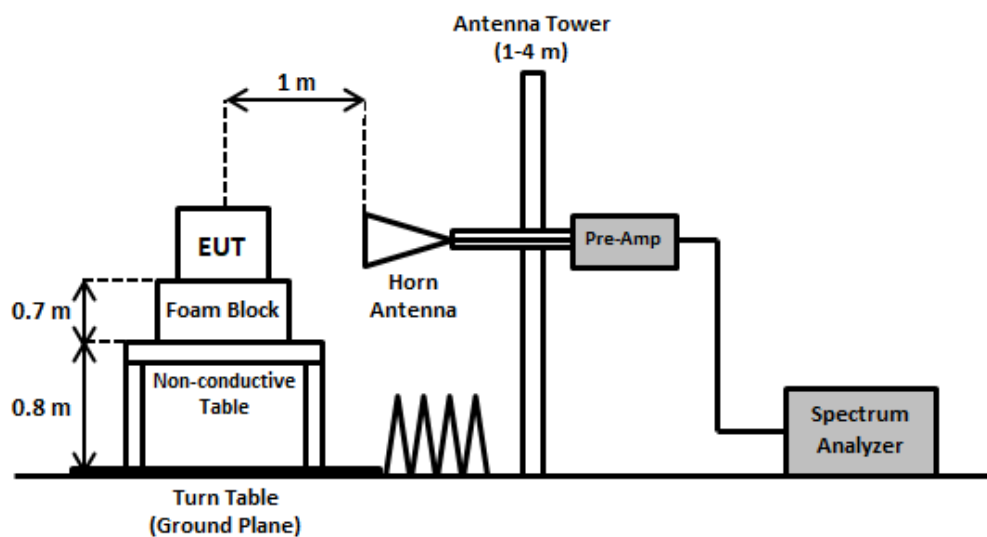 Antenna Tower
(1-4 m)
1 m
EUT
Pre-Amp
Horn
Antenna
0.7 m
Foam Block
Non-conductive
Table
0.8 m
Spectrum
Analyzer
Turn Table
(Ground Plane)